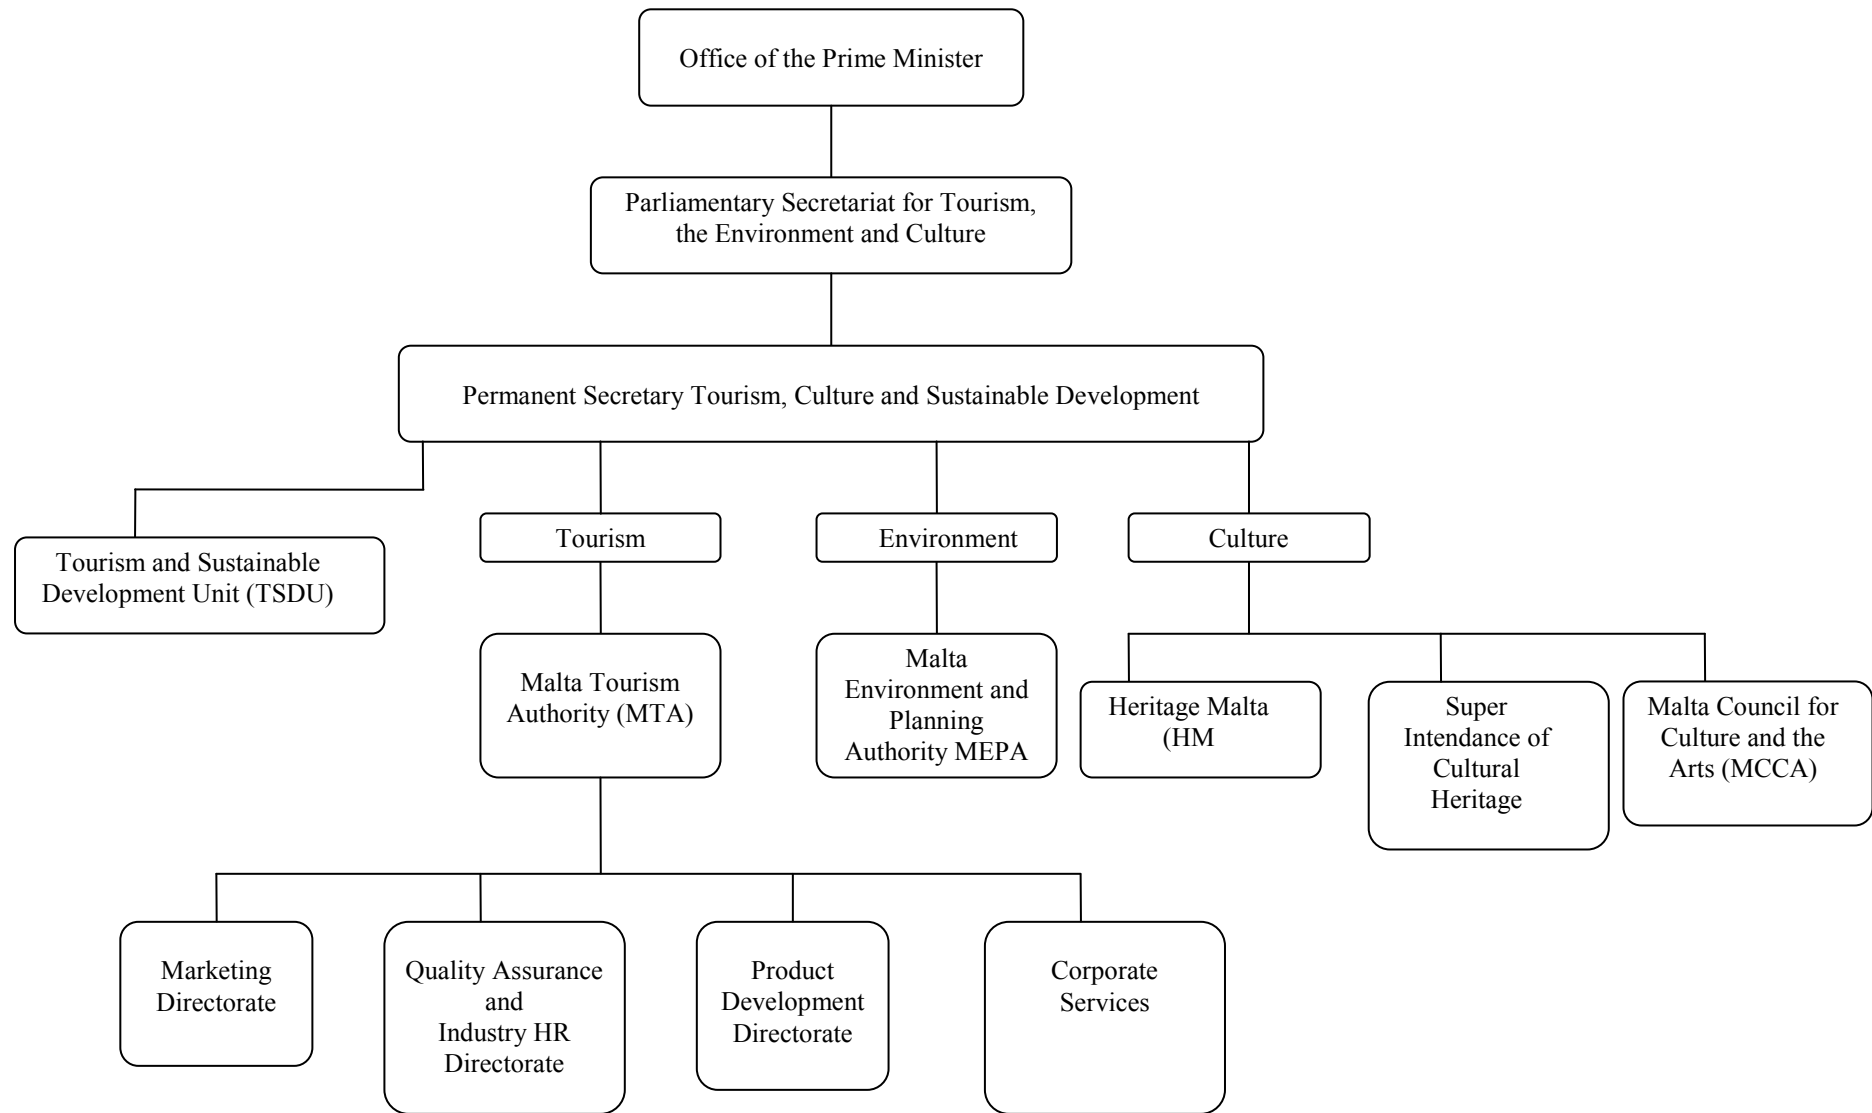 Office of the Prime Minister
Parliamentary Secretariat for Tourism,
the Environment and Culture
Permanent Secretary Tourism, Culture and Sustainable Development
Tourism and Sustainable
Development Unit (TSDU)
Tourism
Environment
Culture
Malta Tourism
Authority (MTA)
Malta
Environment and
Planning
Authority MEPA
Heritage Malta
(HM
Super
Intendance of
Cultural
Heritage
Malta Council for
Culture and the
Arts (MCCA)
Marketing
Directorate
Quality Assurance
and
Industry HR
Directorate
Product
Development
Directorate
Corporate
Services